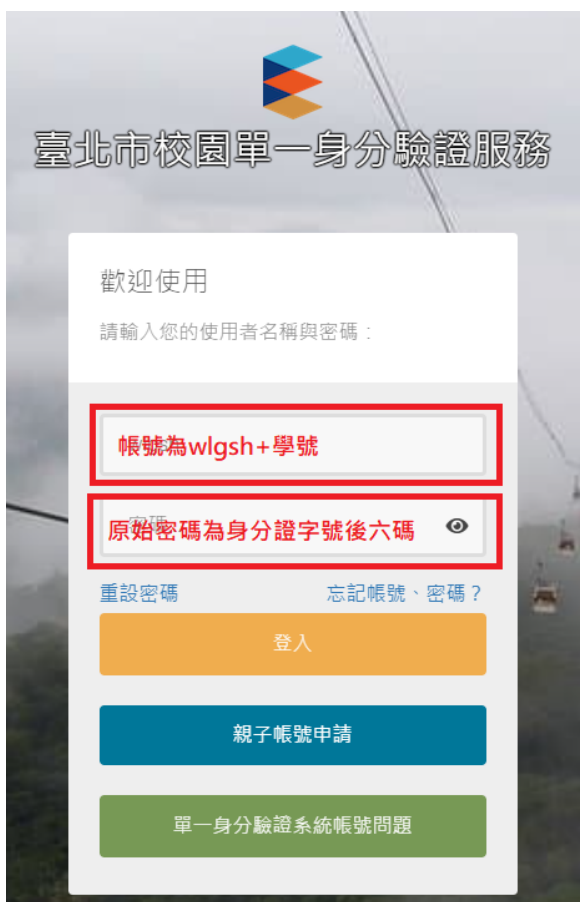 臺北市校園單一身分驗證服務
歡迎使用
請輸入您的使用者名稱與密碼：
帳號為wlgsh+學號
原始密碼為身分證字號後六碼
重設密碼 忘記帳號、密碼？
登入
親子帳號申請
單一身分驗證系統帳號問題